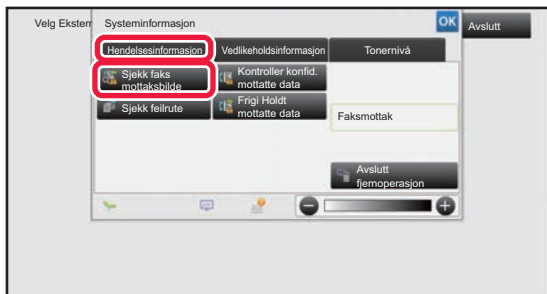 Velg Ekstern
Systeminformasjon
OK
Avslutt
Hendelsesinformasjon
Vedlikeholdsinformasjon
Tonernivå
Sjekk faks
mottaksbilde
Kontroller konfid.
mottatte data
Sjekk feilrute
Frigi Holdt
mottatte data
Faksmottak
Avslutt
fjernoperasjon